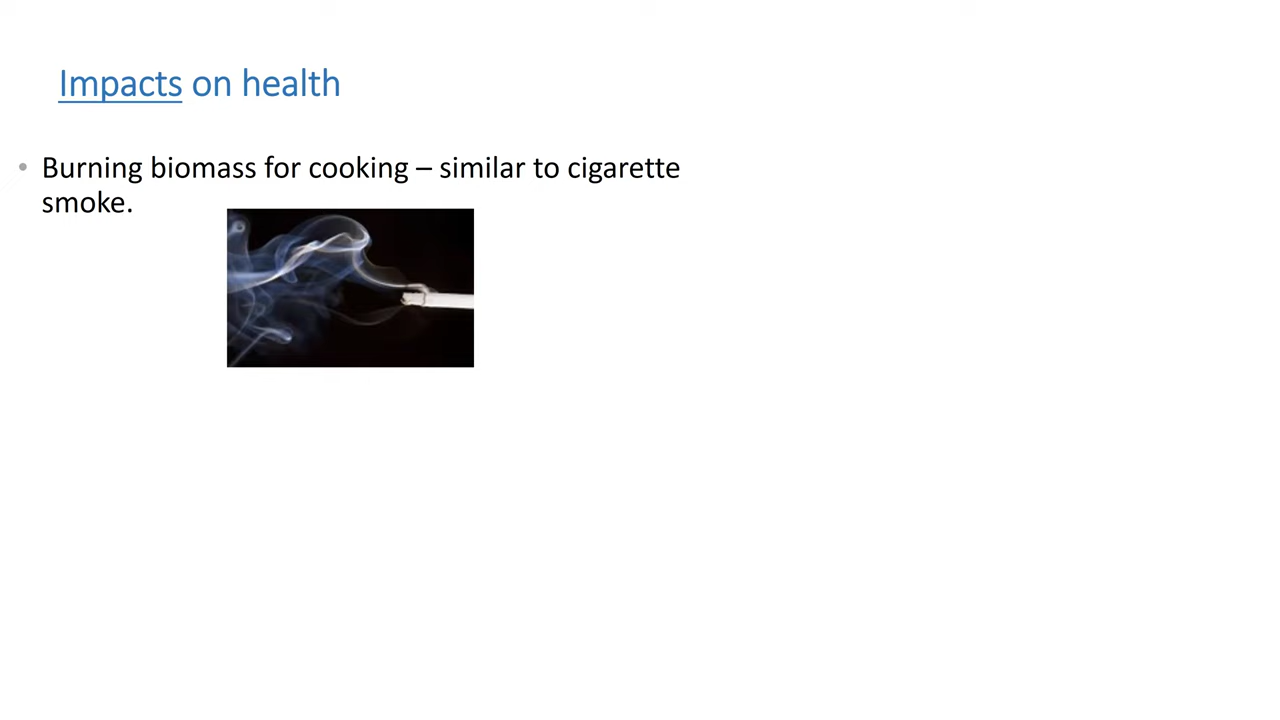 Impacts on health
• Burning biomass for cooking – similar to cigarette
smoke.